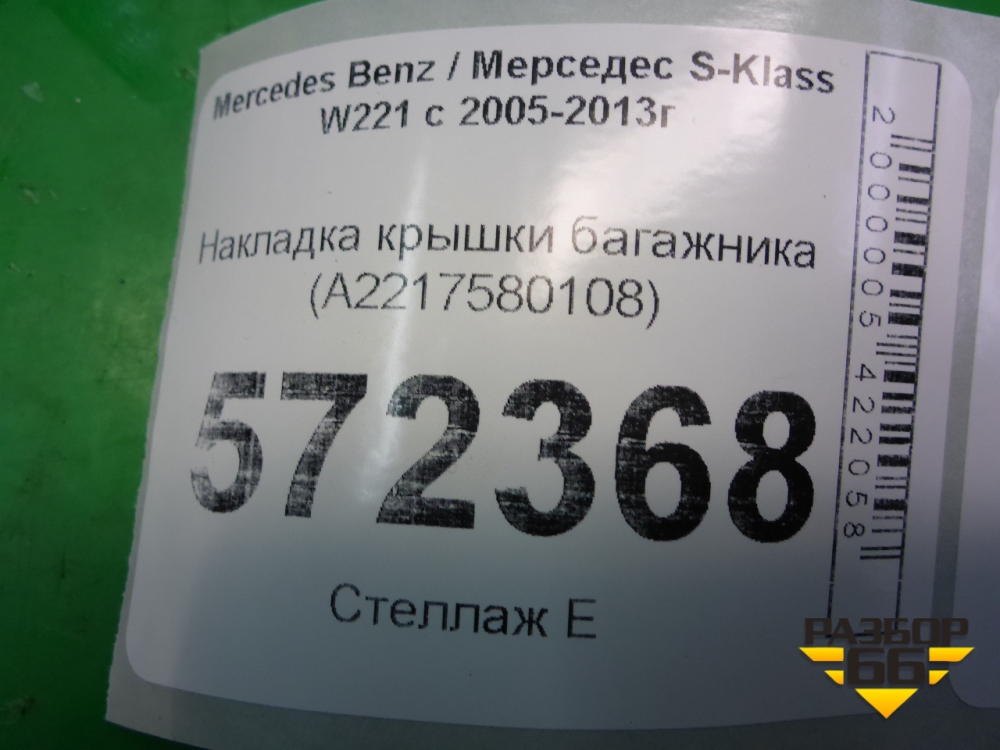 Mercedes Benz / Мерседес S-Klass
W221 с 2005-2013г
Накладка крышки багажника
(A2217580108)
572368
Стеллаж Е
2000005422058
РАЗБОР
66